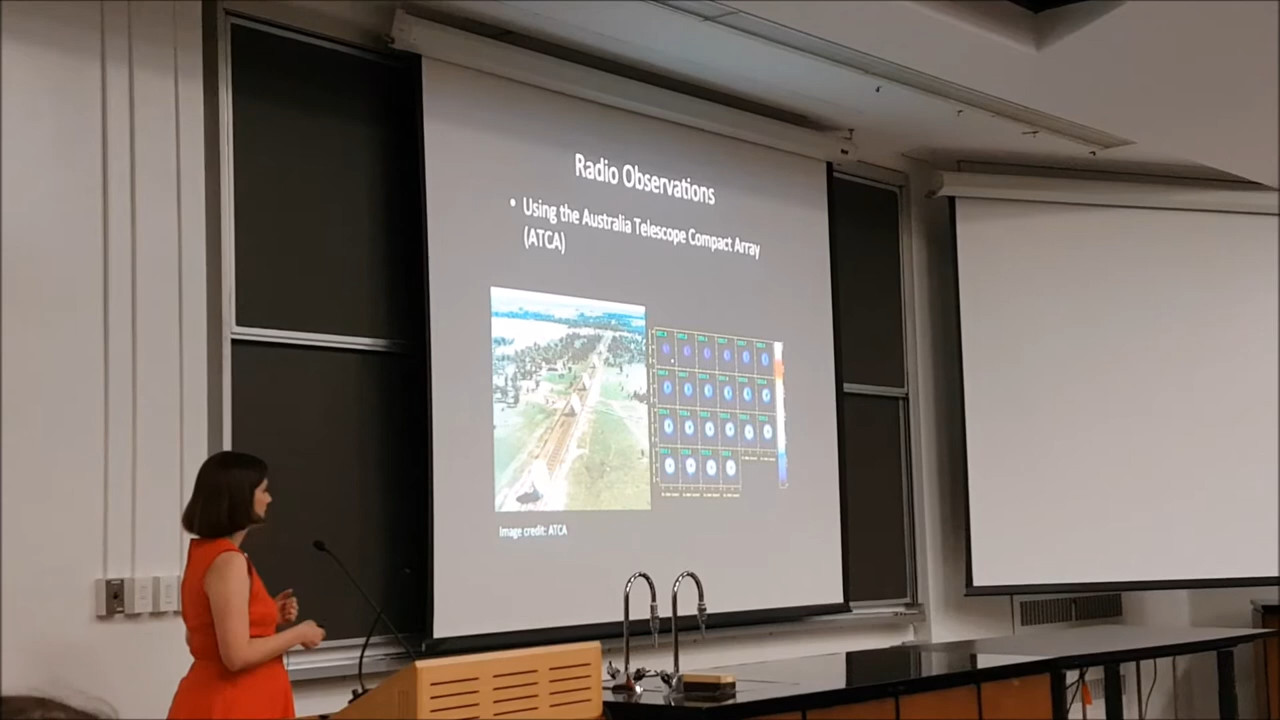 Radio Observations
• Using the Australia Telescope Compact Array
(ATCA)
Image credit: ATCA